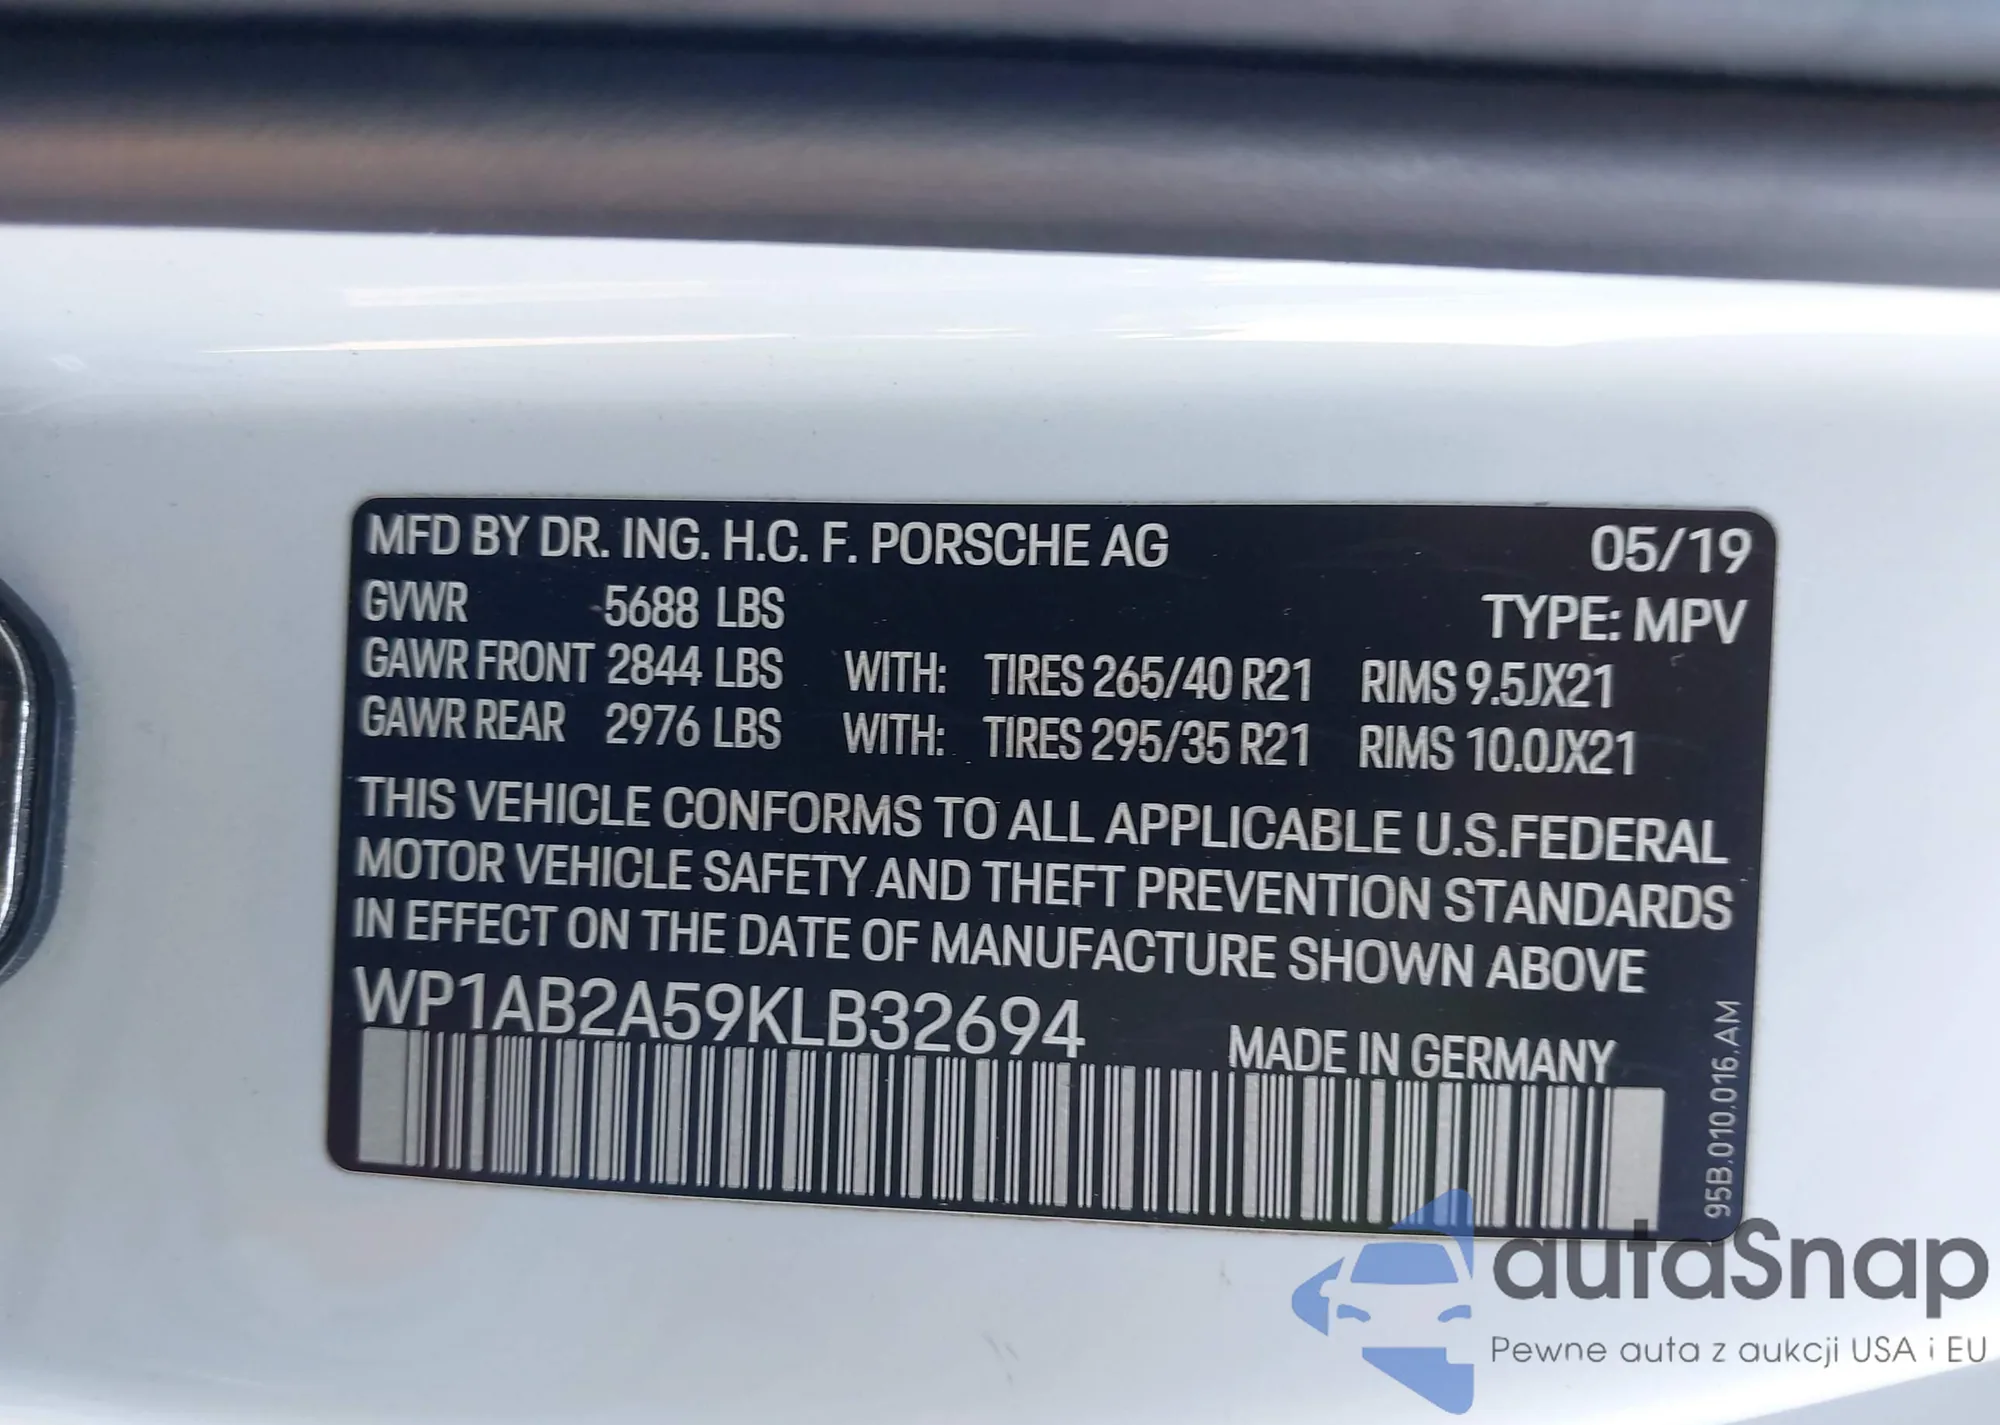 MFD BY DR. ING. H.C. F. PORSCHE AG 05/19
GVWR 5688 LBS TYPE: MPV
GAWR FRONT 2844 LBS WITH: TIRES 265/40 R21 RIMS 9.5JX21
GAWR REAR 2976 LBS WITH: TIRES 295/35 R21 RIMS 10.0JX21
THIS VEHICLE CONFORMS TO ALL APPLICABLE U.S.FEDERAL
MOTOR VEHICLE SAFETY AND THEFT PREVENTION STANDARDS
IN EFFECT ON THE DATE OF MANUFACTURE SHOWN ABOVE
WP1AB2A59KLB32694
MADE IN GERMANY
95B.010.016.AM
autaSnap
Pewne auta z aukcji USA i EU